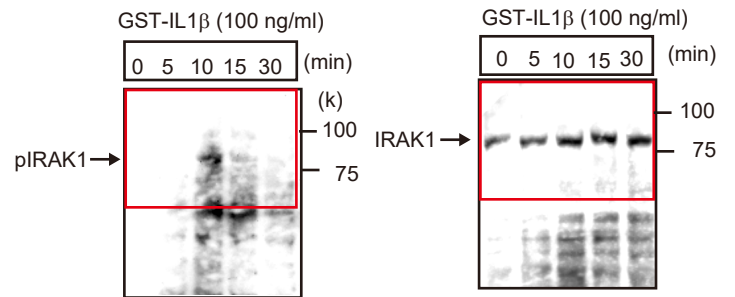 GST-IL1β (100 ng/ml)
0 5 10 15 30 (min)
(k)
100
pIRAK1
75
GST-IL1β (100 ng/ml)
0 5 10 15 30 (min)
100
IRAK1
75